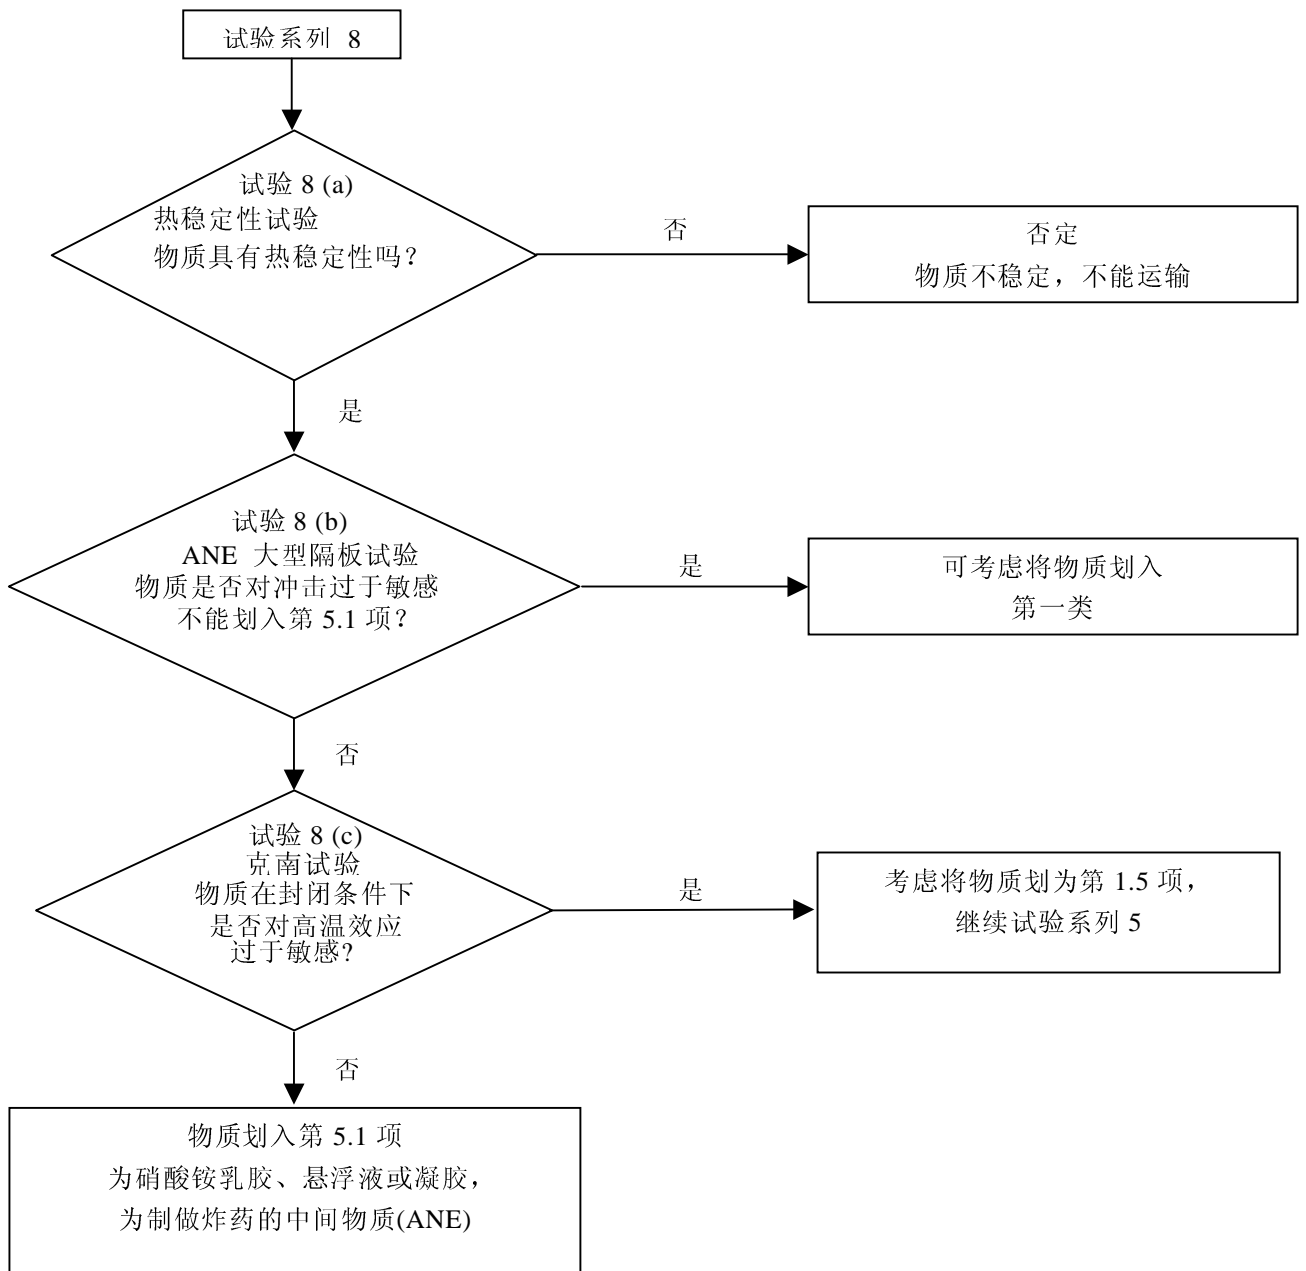 试验系列 8
试验 8 (a)
热稳定性试验
物质具有热稳定性吗？
否
否定
物质不稳定，不能运输
是
试验 8 (b)
ANE 大型隔板试验
物质是否对冲击过于敏感
不能划入第 5.1 项？
是
可考虑将物质划入
第一类
否
试验 8 (c)
克南试验
物质在封闭条件下
是否对高温效应
过于敏感？
是
考虑将物质划为第 1.5 项，
继续试验系列 5
否
物质划入第 5.1 项
为硝酸铵乳胶、悬浮液或凝胶，
为制做炸药的中间物质(ANE)